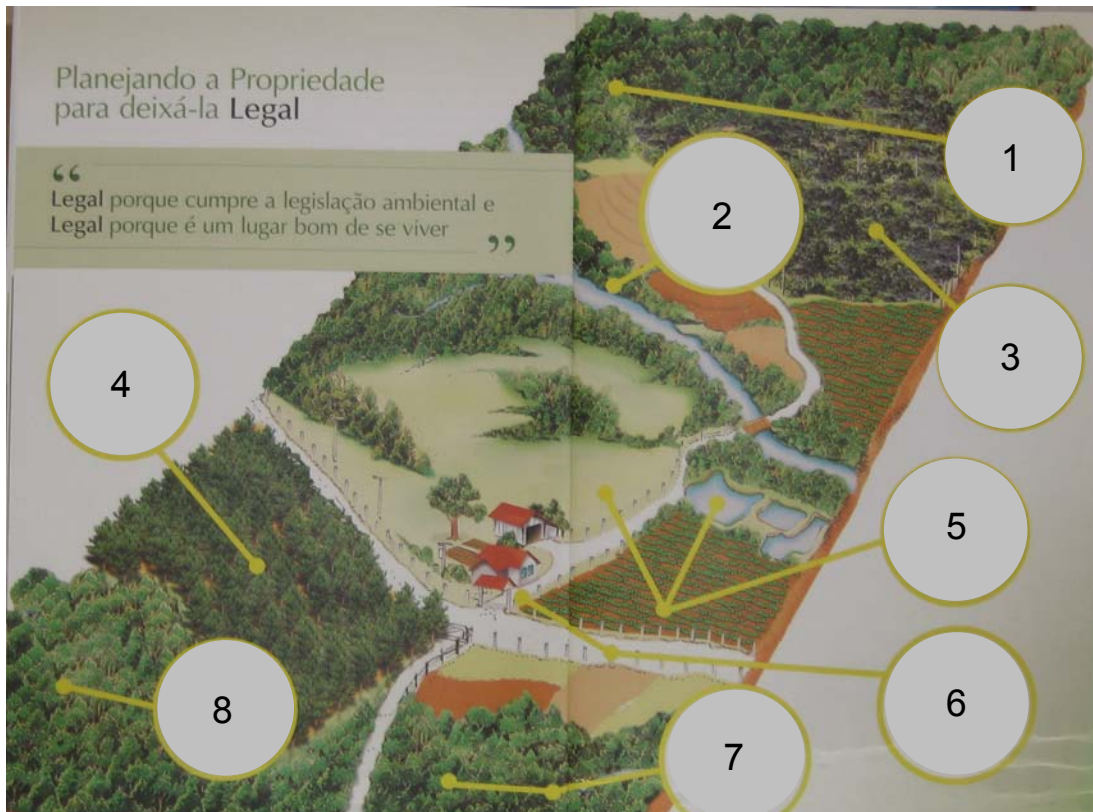 Planejando a Propriedade
para deixá-la Legal
“
Legal porque cumpre a legislação ambiental e
Legal porque é um lugar bom de se viver
”
1
2
3
4
5
6
8
7